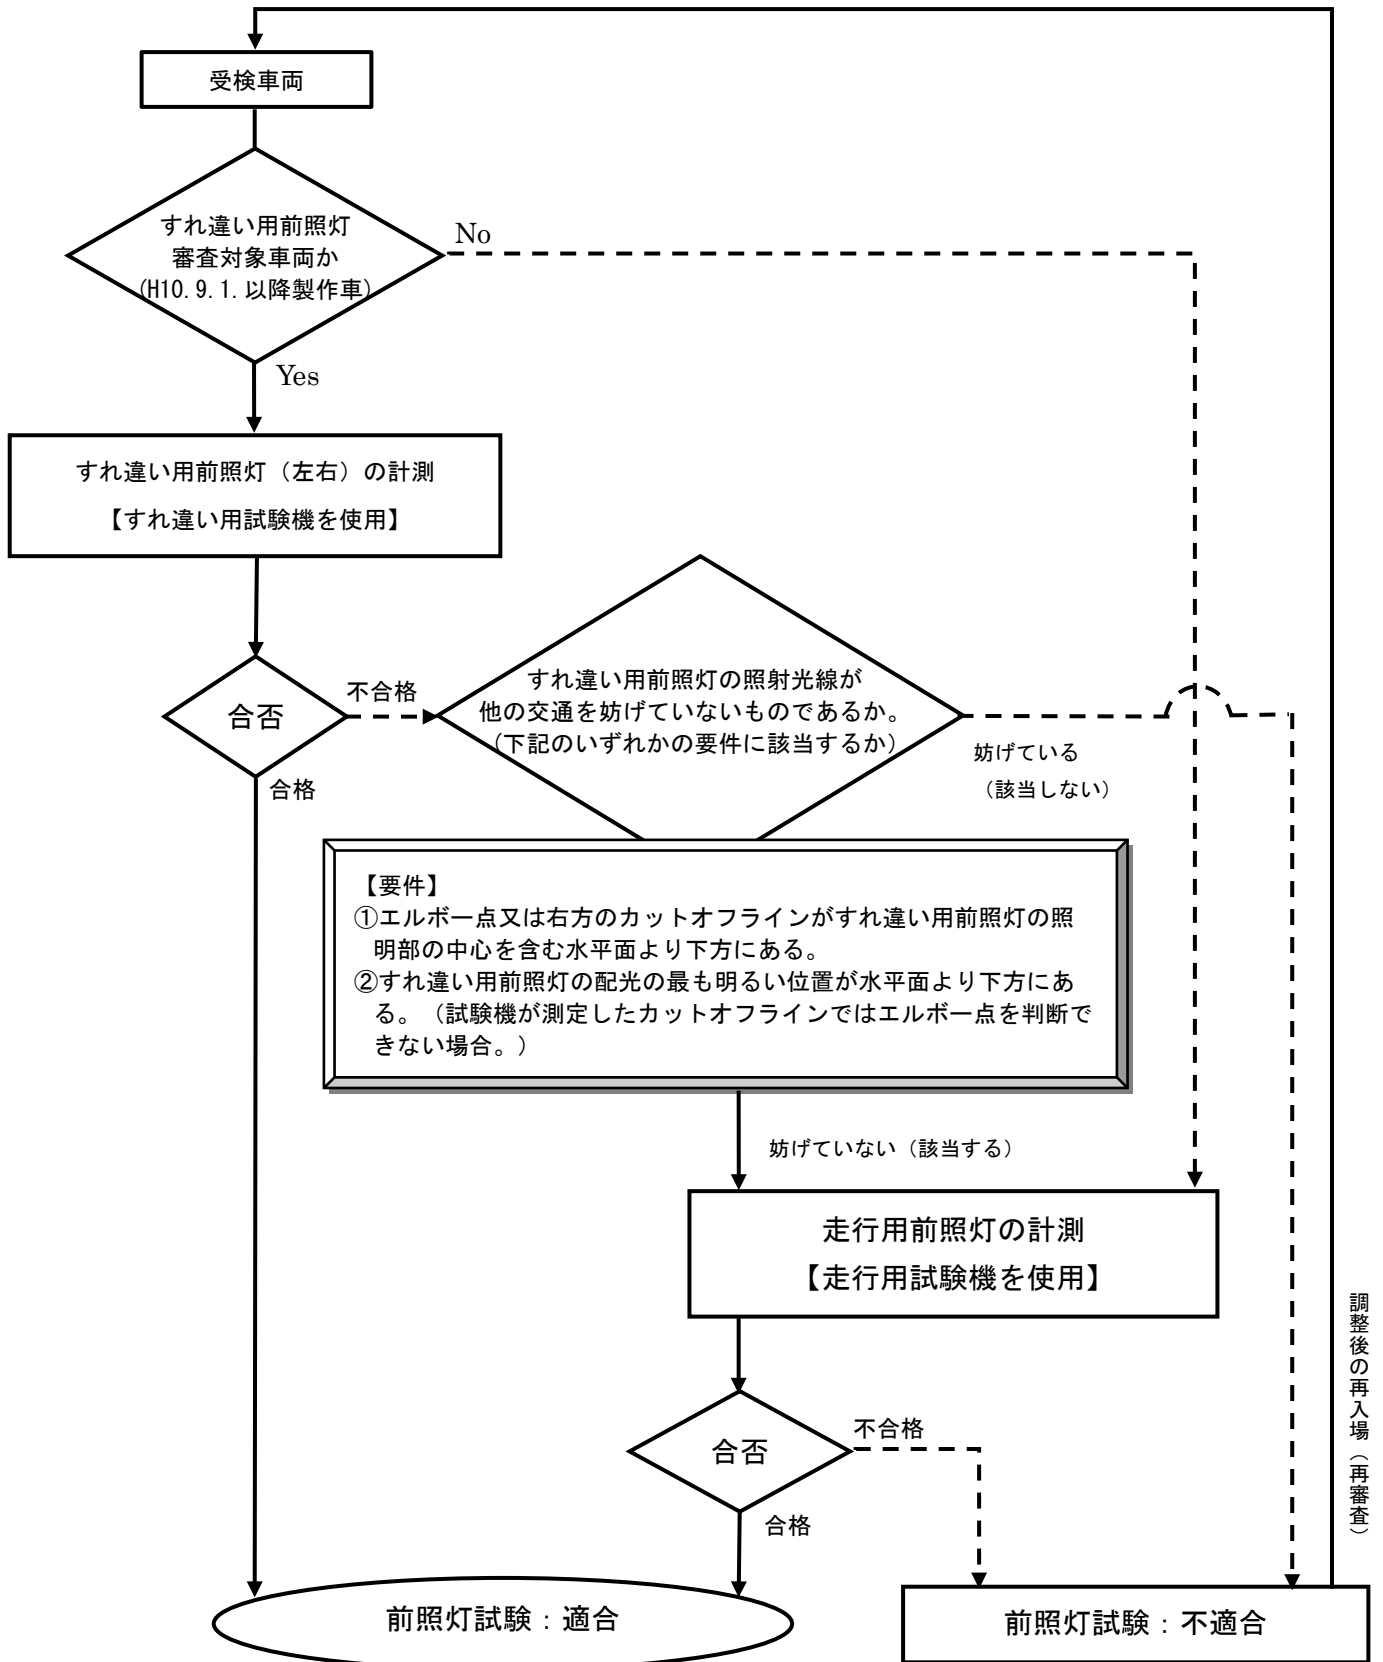 受検車両
すれ違い用前照灯
審査対象車両か
(H10.9.1.以降製作車)
No
Yes
すれ違い用前照灯（左右）の計測
【すれ違い用試験機を使用】
合否
不合格
合格
すれ違い用前照灯の照射光線が
他の交通を妨げていないものであるか。
（下記のいずれかの要件に該当するか）
妨げている
（該当しない）
【要件】
①エルボー点又は右方のカットオフラインがすれ違い用前照灯の照
明部の中心を含む水平面より下方にある。
②すれ違い用前照灯の配光の最も明るい位置が水平面より下方にあ
る。（試験機が測定したカットオフラインではエルボー点を判断で
きない場合。）
妨げていない（該当する）
走行用前照灯の計測
【走行用試験機を使用】
合否
不合格
合格
調整後の再入場（再審査）
前照灯試験：適合
前照灯試験：不適合